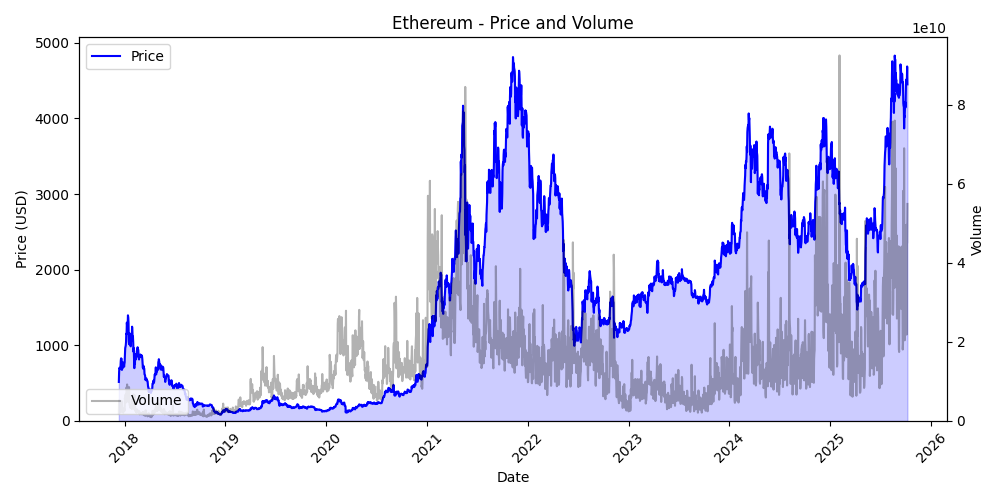 Ethereum - Price and Volume
1e10
Price
Volume
Price (USD)
5000
4000
3000
2000
1000
0
8
6
4
2
0
Volume
2018
2019
2020
2021
2022
2023
2024
2025
2026
Date